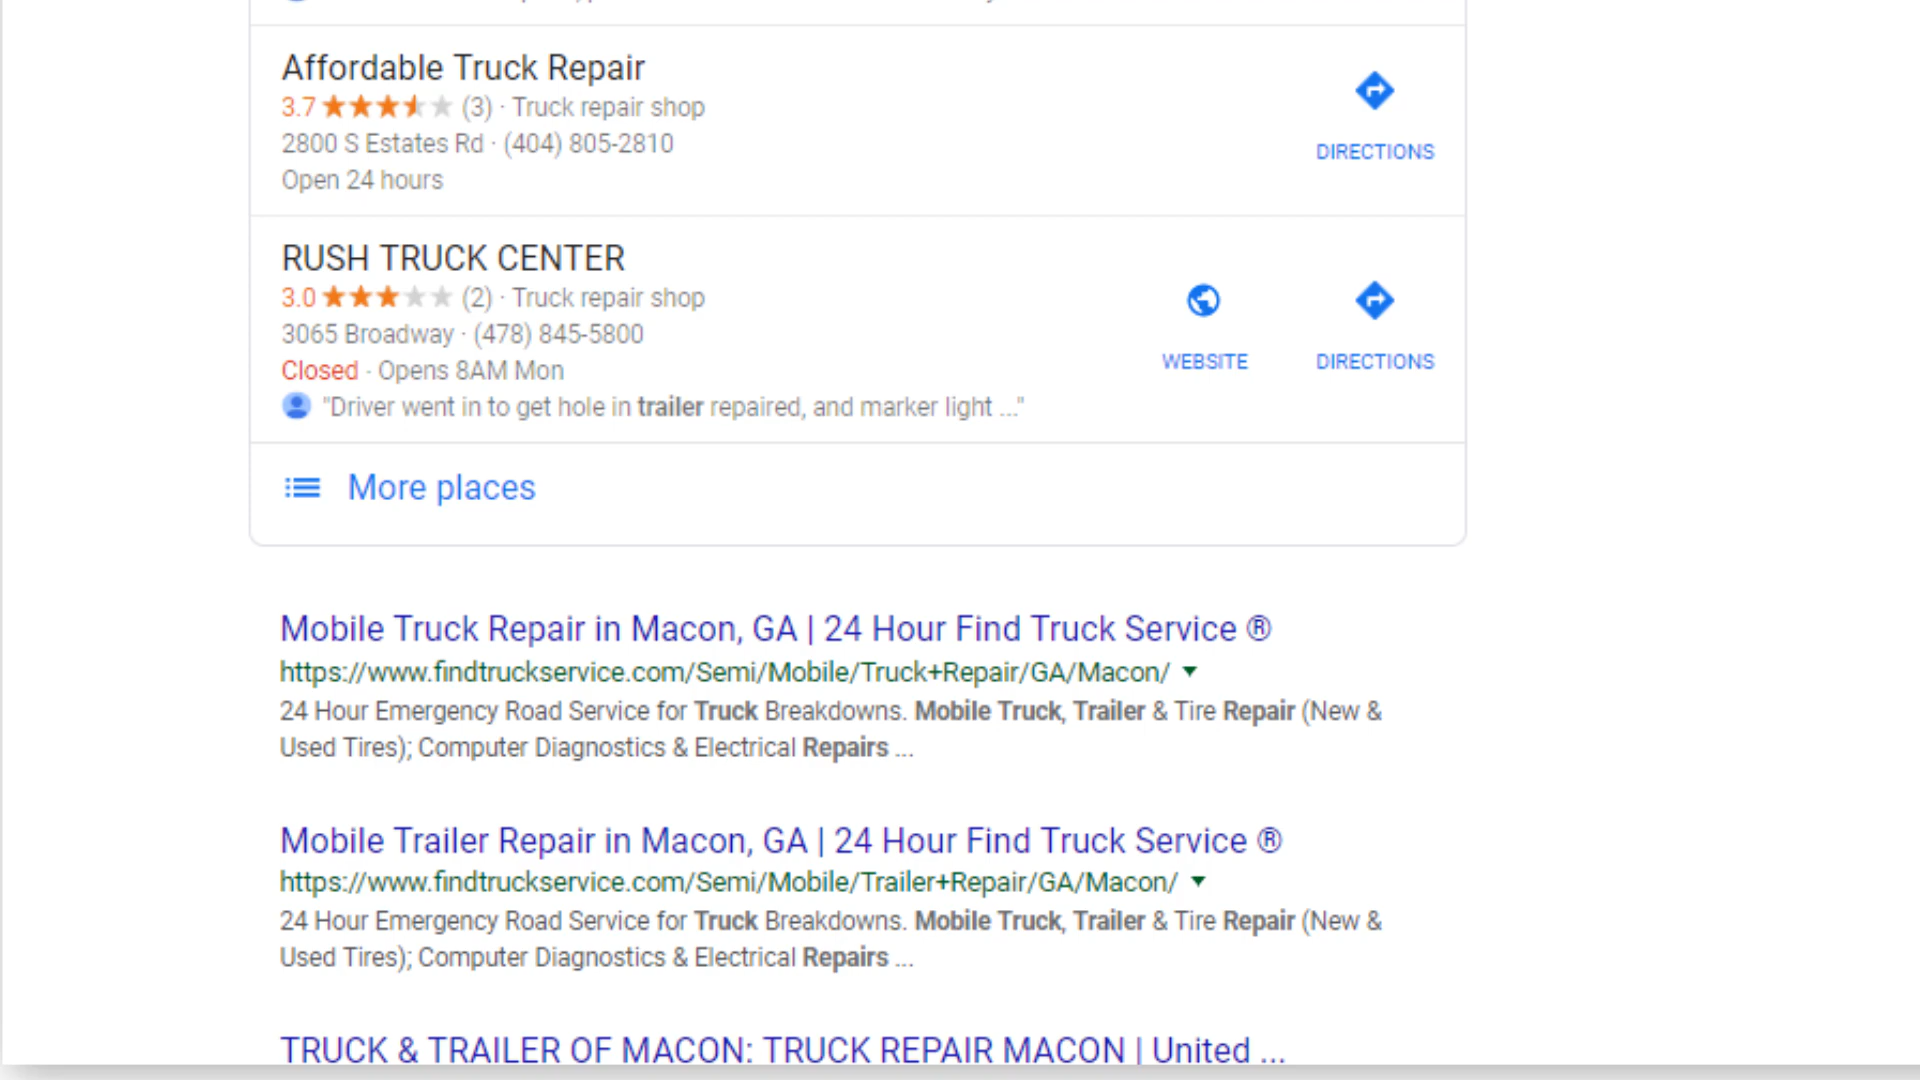 Affordable Truck Repair
3.7 (3) · Truck repair shop
2800 S Estates Rd · (404) 805-2810
Open 24 hours
DIRECTIONS
RUSH TRUCK CENTER
3.0 (2) · Truck repair shop
3065 Broadway · (478) 845-5800
Closed · Opens 8AM Mon
"Driver went in to get hole in trailer repaired, and marker light ..."
WEBSITE
DIRECTIONS
More places
Mobile Truck Repair in Macon, GA | 24 Hour Find Truck Service ®
https://www.findtruckservice.com/Semi/Mobile/Truck+Repair/GA/Macon/
24 Hour Emergency Road Service for Truck Breakdowns. Mobile Truck, Trailer & Tire Repair (New &
Used Tires); Computer Diagnostics & Electrical Repairs ...
Mobile Trailer Repair in Macon, GA | 24 Hour Find Truck Service ®
https://www.findtruckservice.com/Semi/Mobile/Trailer+Repair/GA/Macon/
24 Hour Emergency Road Service for Truck Breakdowns. Mobile Truck, Trailer & Tire Repair (New &
Used Tires); Computer Diagnostics & Electrical Repairs ...
TRUCK & TRAILER OF MACON: TRUCK REPAIR MACON | United ...